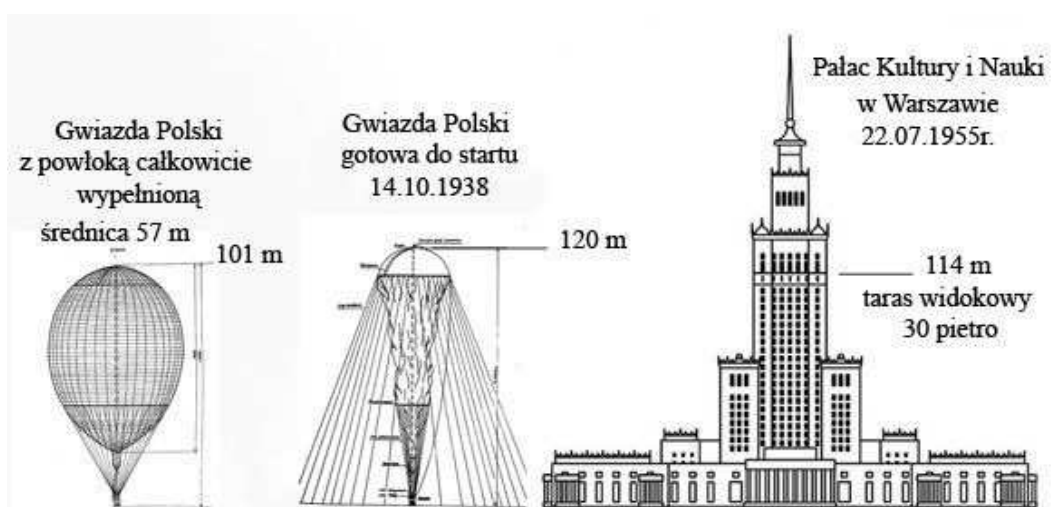 Gwiazda Polski
z powłoką całkowicie
wypełnioną
średnica 57 m
101 m
Gwiazda Polski
gotowa do startu
14.10.1938
120 m
Pałac Kultury i Nauki
w Warszawie
22.07.1955r.
114 m
taras widokowy
30 pietro